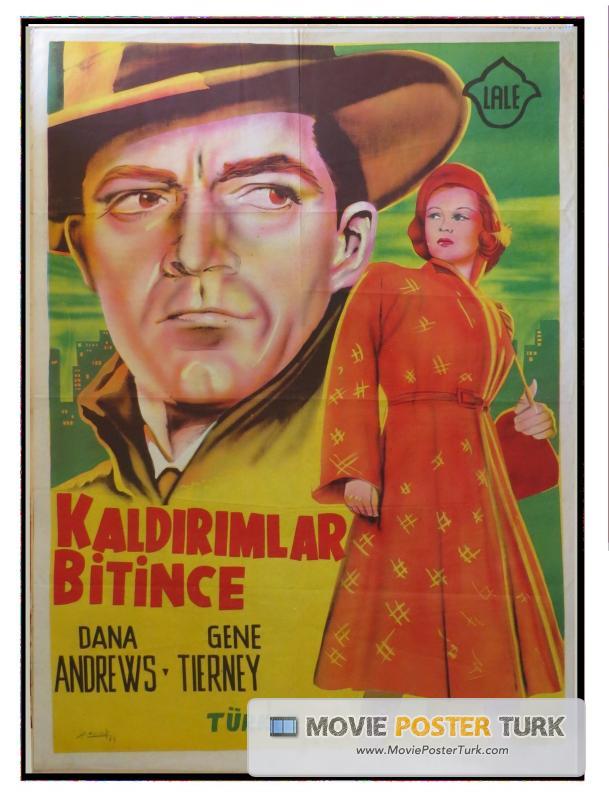 LALE
KALDIRIMLAR
BİTİNCE
DANA GENE
ANDREWS · TIERNEY
MOVIE POSTER TURK
www.MoviePosterTurk.com